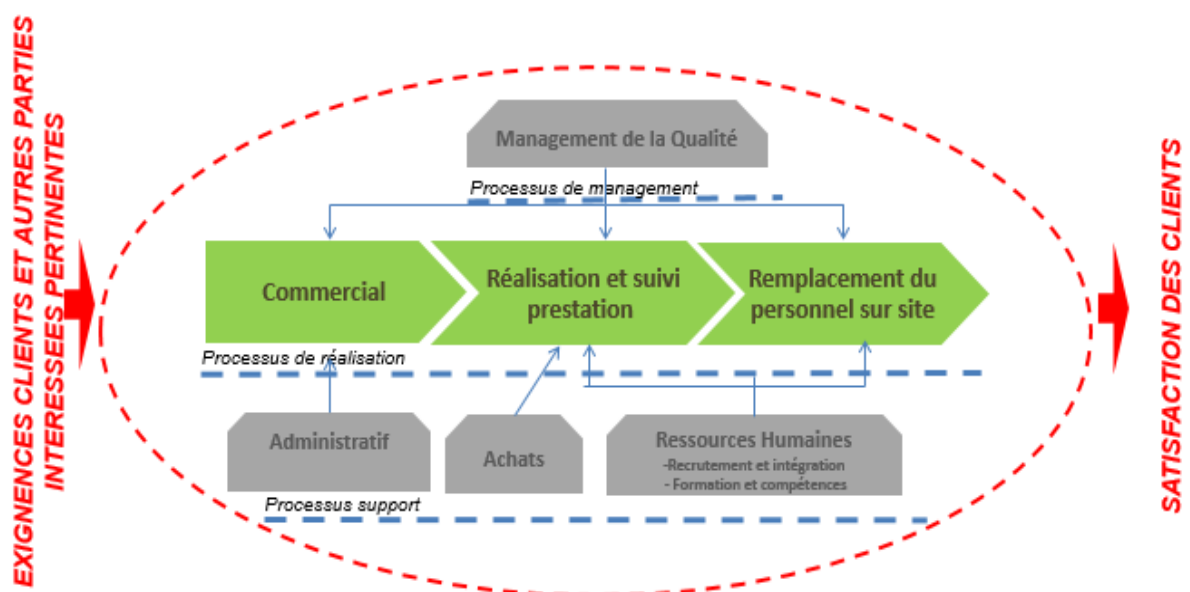 EXIGNENCES CLIENTS ET AUTRES PARTIES
INTERESSEES PERTINENTES
Management de la Qualité
Processus de management
Commercial
Réalisation et suivi
prestation
Remplacement du
personnel sur site
Processus de réalisation
Administratif
Achats
Ressources Humaines
-Recrutement et intégration
- Formation et compétences
Processus support
SATISFACTION DES CLIENTS